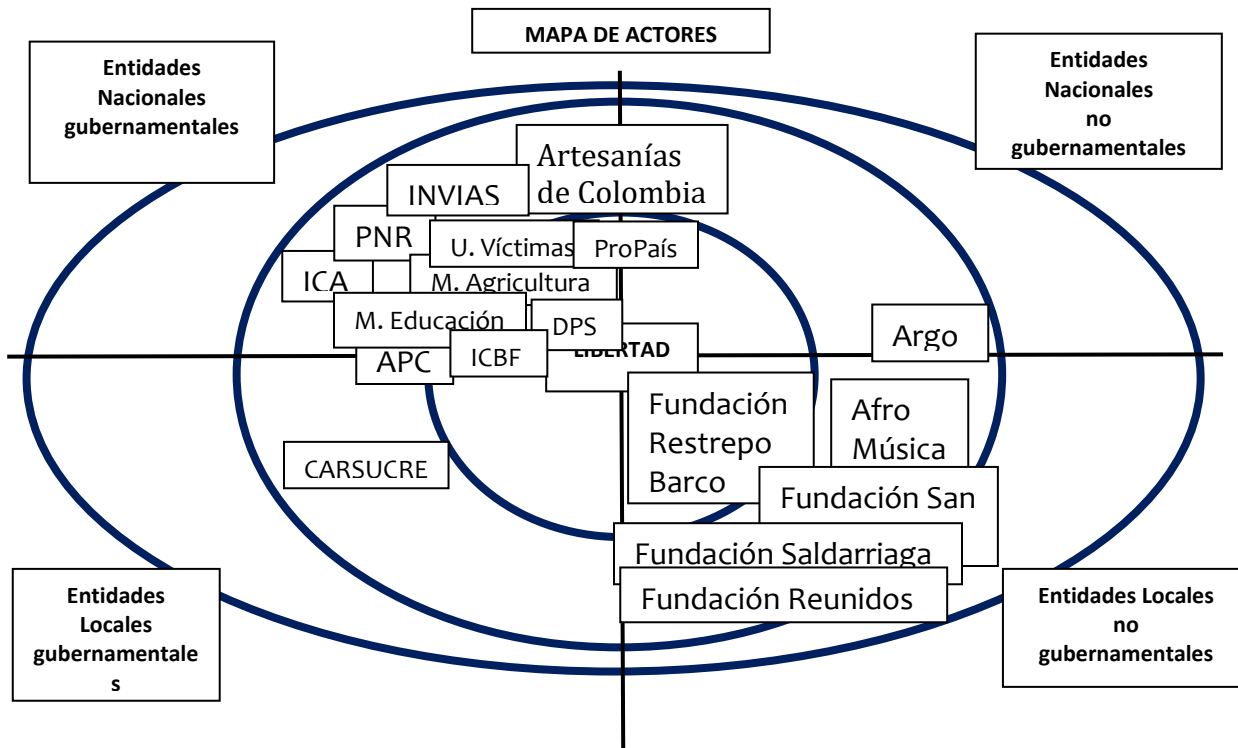 MAPA DE ACTORES
Entidades
Nacionales
gubernamentales
Entidades
Nacionales
no
gubernamentales
Artesanías
de Colombia
INVIAS
PNR
U. Víctimas
ProPaís
ICA
M. Agricultura
M. Educación
DPS
LIBERTAD
Argo
APC
ICBF
Fundación
Restrepo
Barco
Afro
Música
CARSUCRE
Fundación San
Fundación Saldarriaga
Fundación Reunidos
Entidades
Locales
gubernamentale
s
Entidades Locales
no
gubernamentales